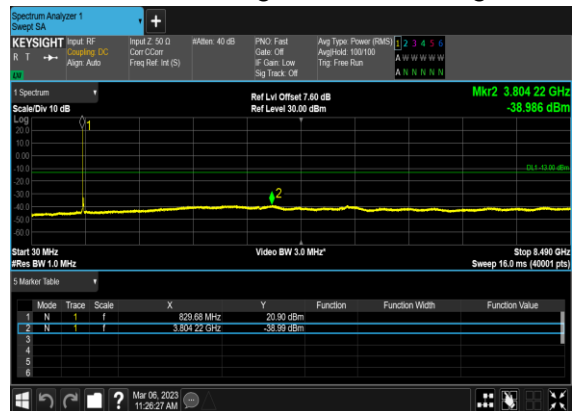 Spectrum Analyzer 1
Swept SA
+
KEYSIGHT Input: RF Input Z: 50 Ω #Atten: 40 dB PNO: Fast Avg Type: Power (RMS) 1 2 3 4 5 6
R T Coupling: DC Corr CCorr Gate: Off Avg|Hold: 100/100 A W W W W W
Align: Auto Freq Ref: Int (S) IF Gain: Low Trig: Free Run A N N N N N
Sig Track: Off
1 Spectrum Ref Lvl Offset 7.60 dB Mkr2 3.804 22 GHz
Scale/Div 10 dB Ref Level 30.00 dBm -38.986 dBm
Log
1
20.0
10.0
0.00
-10.0
DL1 -13.00 dBm
-20.0
-30.0
2
-40.0
-50.0
-60.0
Start 30 MHz Video BW 3.0 MHz* Stop 8.490 GHz
#Res BW 1.0 MHz Sweep 16.0 ms (40001 pts)
5 Marker Table
Mode Trace Scale X Y Function Function Width Function Value
1 N 1 f 829.68 MHz 20.90 dBm
2 N 1 f 3.804 22 GHz -38.99 dBm
3
4
5
6
? Mar 06, 2023
11:26:27 AM